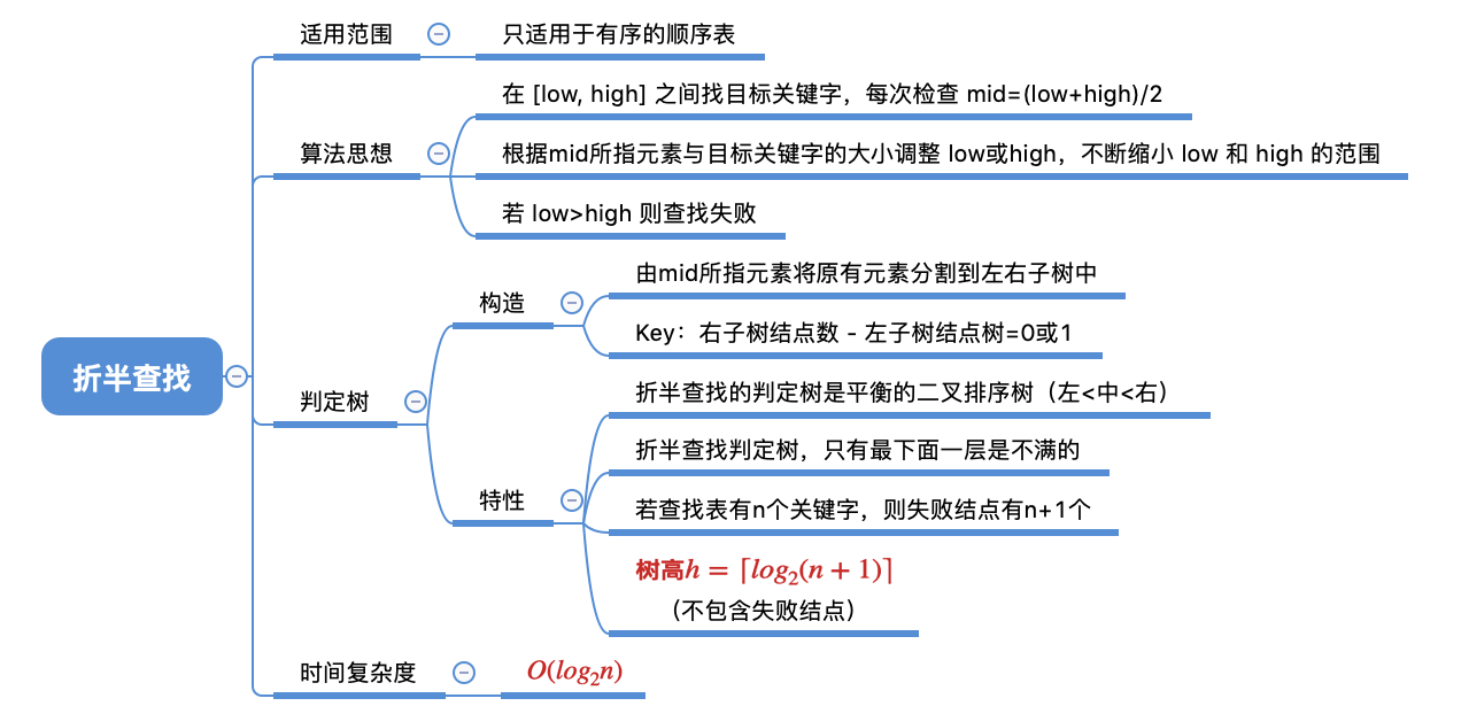 折半查找
适用范围
只适用于有序的顺序表
算法思想
在 [low, high] 之间找目标关键字，每次检查 mid=(low+high)/2
根据mid所指元素与目标关键字的大小调整 low或high，不断缩小 low 和 high 的范围
若 low>high 则查找失败
判定树
构造
由mid所指元素将原有元素分割到左右子树中
Key：右子树结点数 - 左子树结点树=0或1
特性
折半查找的判定树是平衡的二叉排序树（左<中<右）
折半查找判定树，只有最下面一层是不满的
若查找表有n个关键字，则失败结点有n+1个
树高h = ⌈log₂(n + 1)⌉
（不包含失败结点）
时间复杂度
O(log₂n)